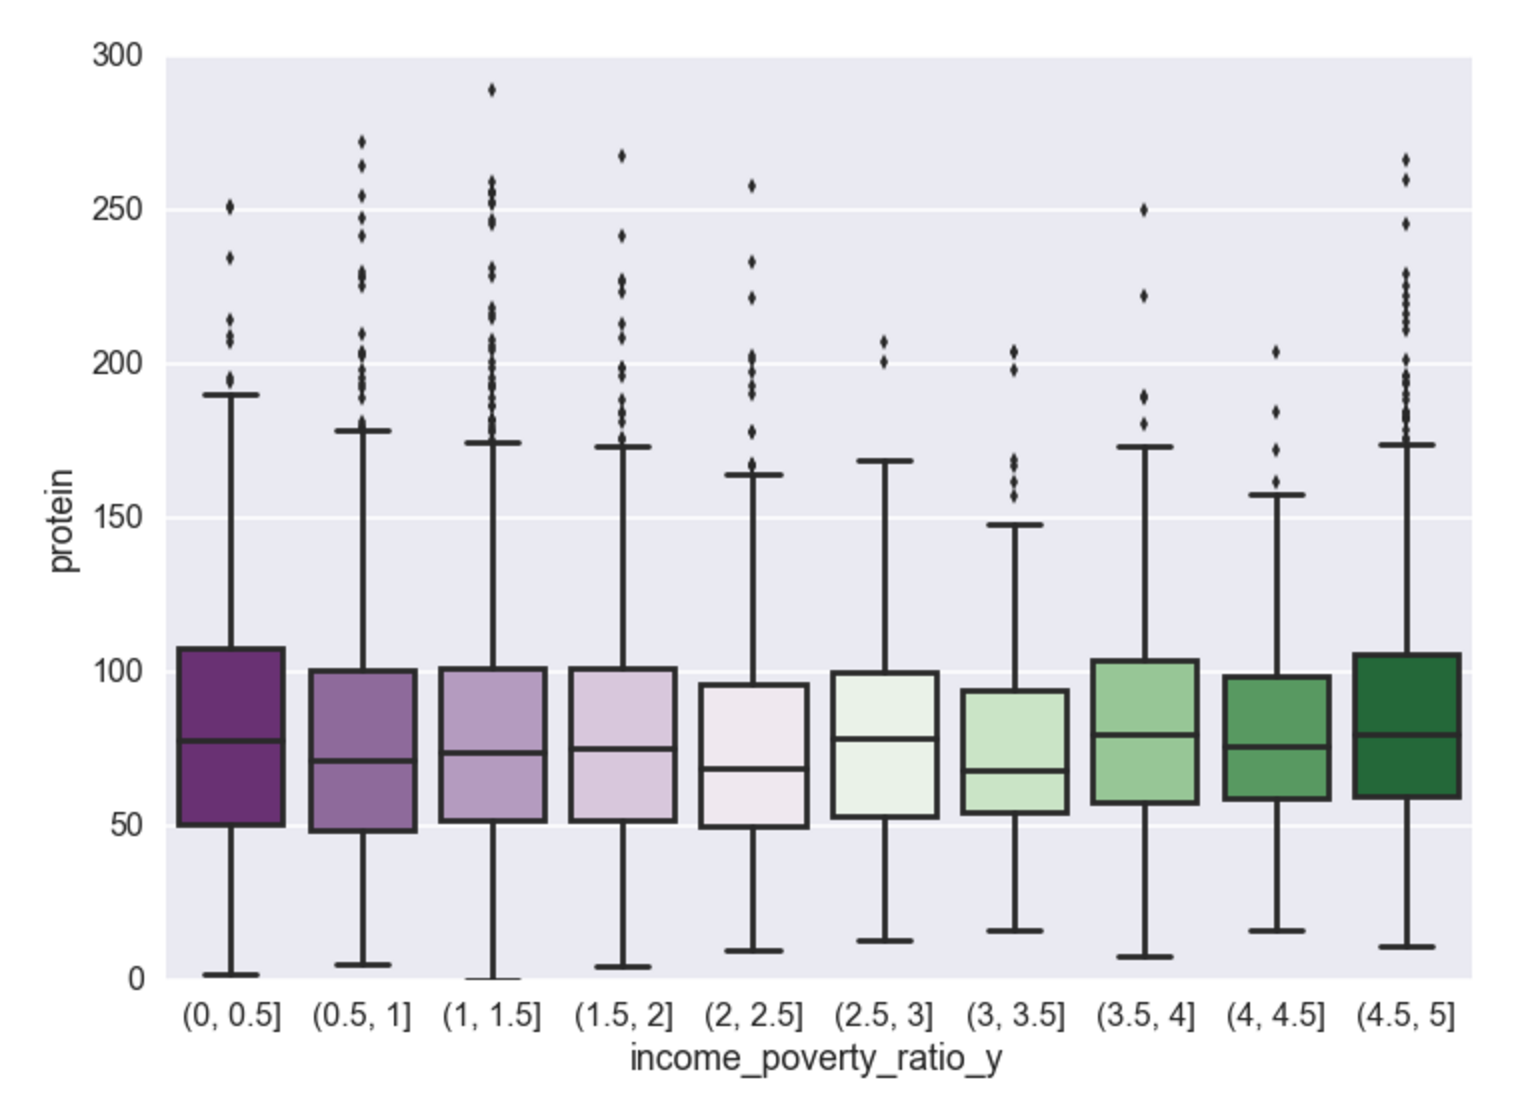 300
250
200
150
100
50
0
protein
(0, 0.5] (0.5, 1] (1, 1.5] (1.5, 2] (2, 2.5] (2.5, 3] (3, 3.5] (3.5, 4] (4, 4.5] (4.5, 5]
income_poverty_ratio_y